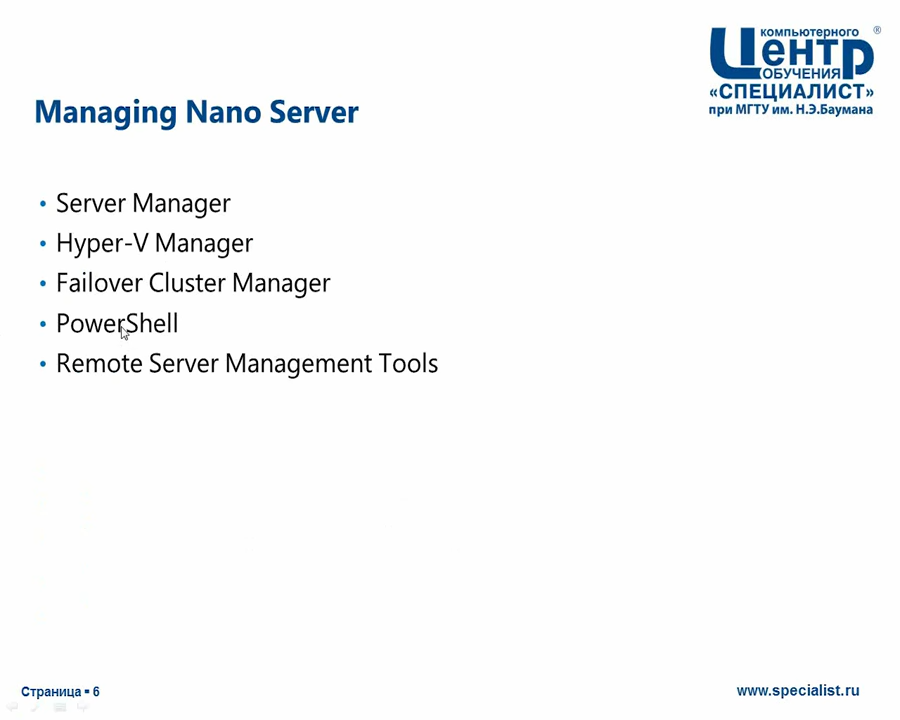 компьютерного
Центр
ОБУЧЕНИЯ
®
«СПЕЦИАЛИСТ»
при МГТУ им. Н.Э.Баумана
Managing Nano Server
• Server Manager
• Hyper-V Manager
• Failover Cluster Manager
• PowerShell
• Remote Server Management Tools
Страница ▪ 6
www.specialist.ru